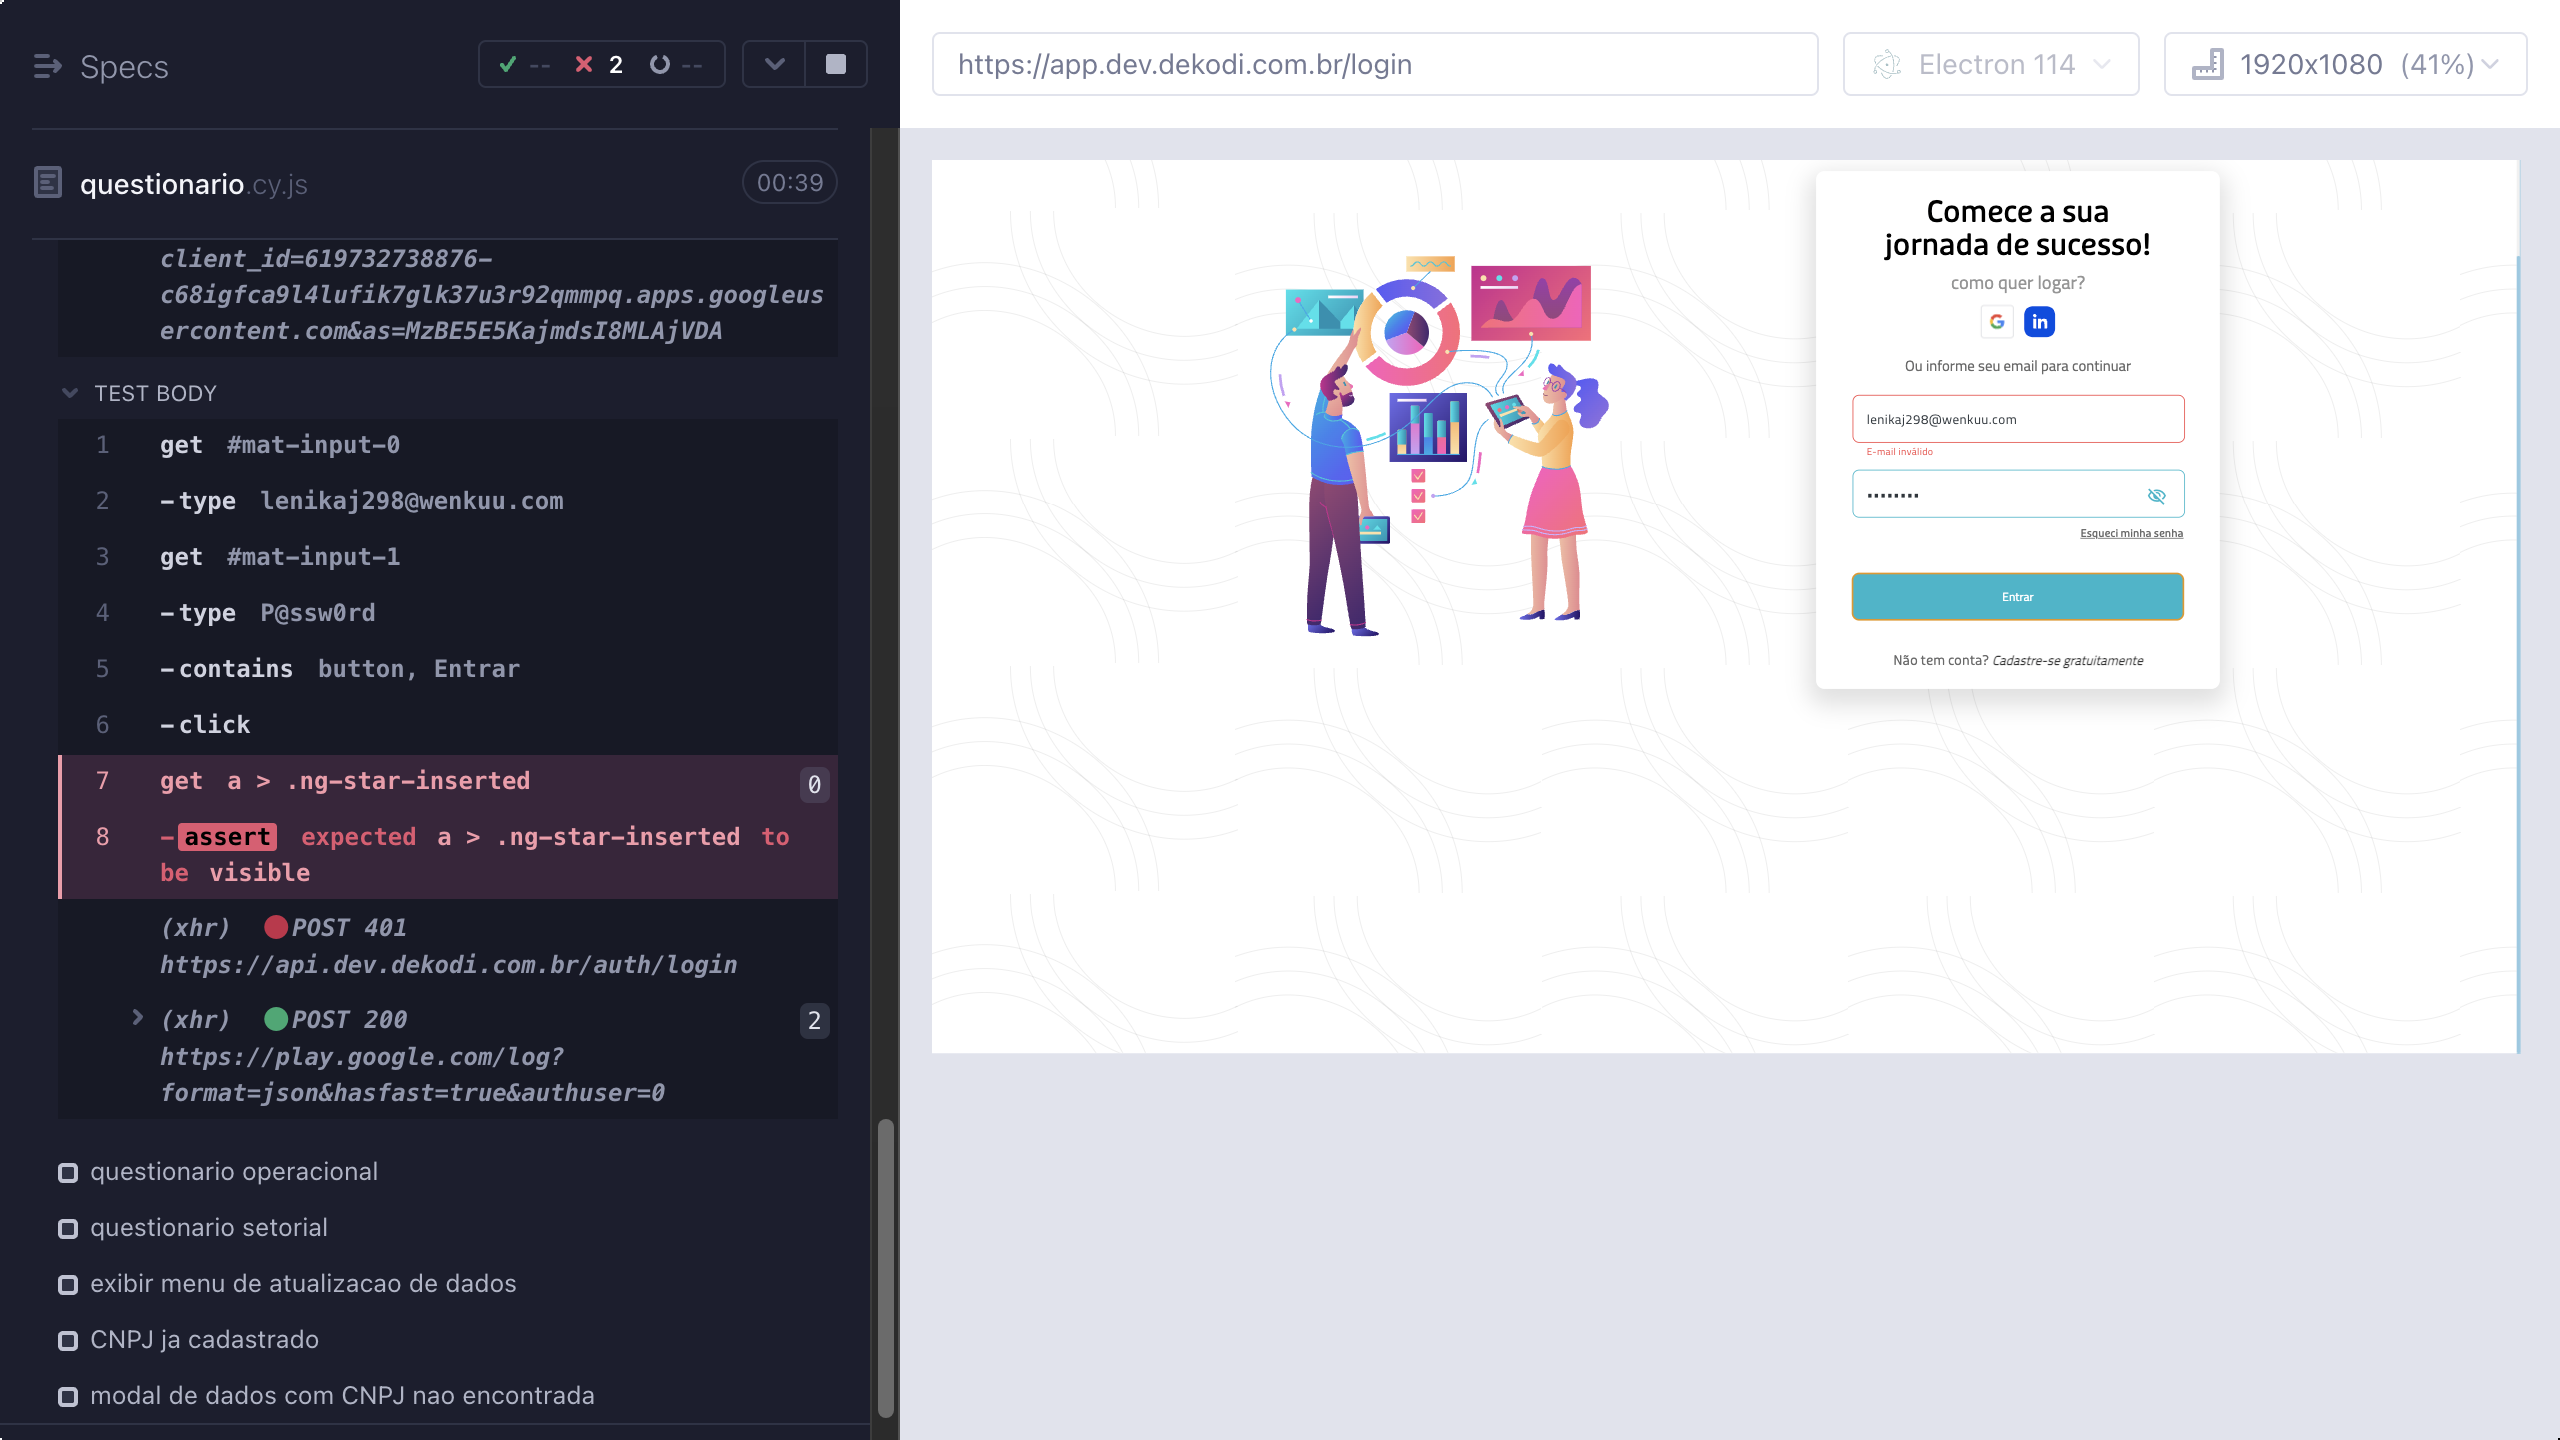 Specs
--
2
--
questionario.cy.js
00:39
client_id=619732738876-
c68igfca9l4lufik7glk37u3r92qmmpq.apps.googleus
ercontent.com&as=MzBE5E5KajmdsI8MLAjVDA
TEST BODY
1 get #mat-input-0
2 -type lenikaj298@wenkuu.com
3 get #mat-input-1
4 -type P@ssw0rd
5 -contains button, Entrar
6 -click
7 get a > .ng-star-inserted 0
8 -assert expected a > .ng-star-inserted to
be visible
(xhr) POST 401
https://api.dev.dekodi.com.br/auth/login
(xhr) POST 200 2
https://play.google.com/log?
format=json&hasfast=true&authuser=0
questionario operacional
questionario setorial
exibir menu de atualizacao de dados
CNPJ ja cadastrado
modal de dados com CNPJ nao encontrada
https://app.dev.dekodi.com.br/login
Electron 114
1920x1080 (41%)
Comece a sua
jornada de sucesso!
como quer logar?
G
in
Ou informe seu email para continuar
lenikaj298@wenkuu.com
E-mail inválido
••••••••
Esqueci minha senha
Entrar
Não tem conta? Cadastre-se gratuitamente